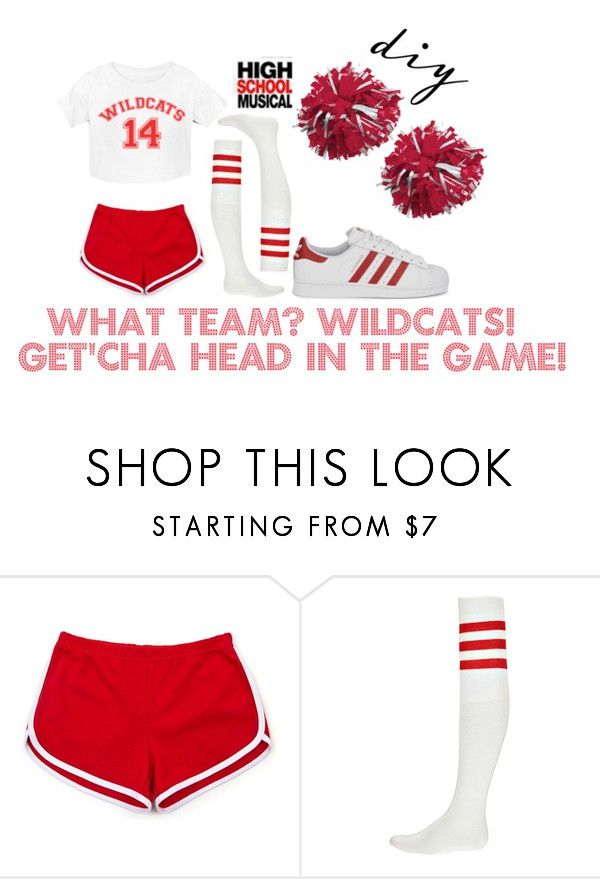 diy
HIGH
SCHOOL
MUSICAL
WILDCATS
14
WHAT TEAM? WILDCATS!
GET'CHA HEAD IN THE GAME!
SHOP THIS LOOK
STARTING FROM $7